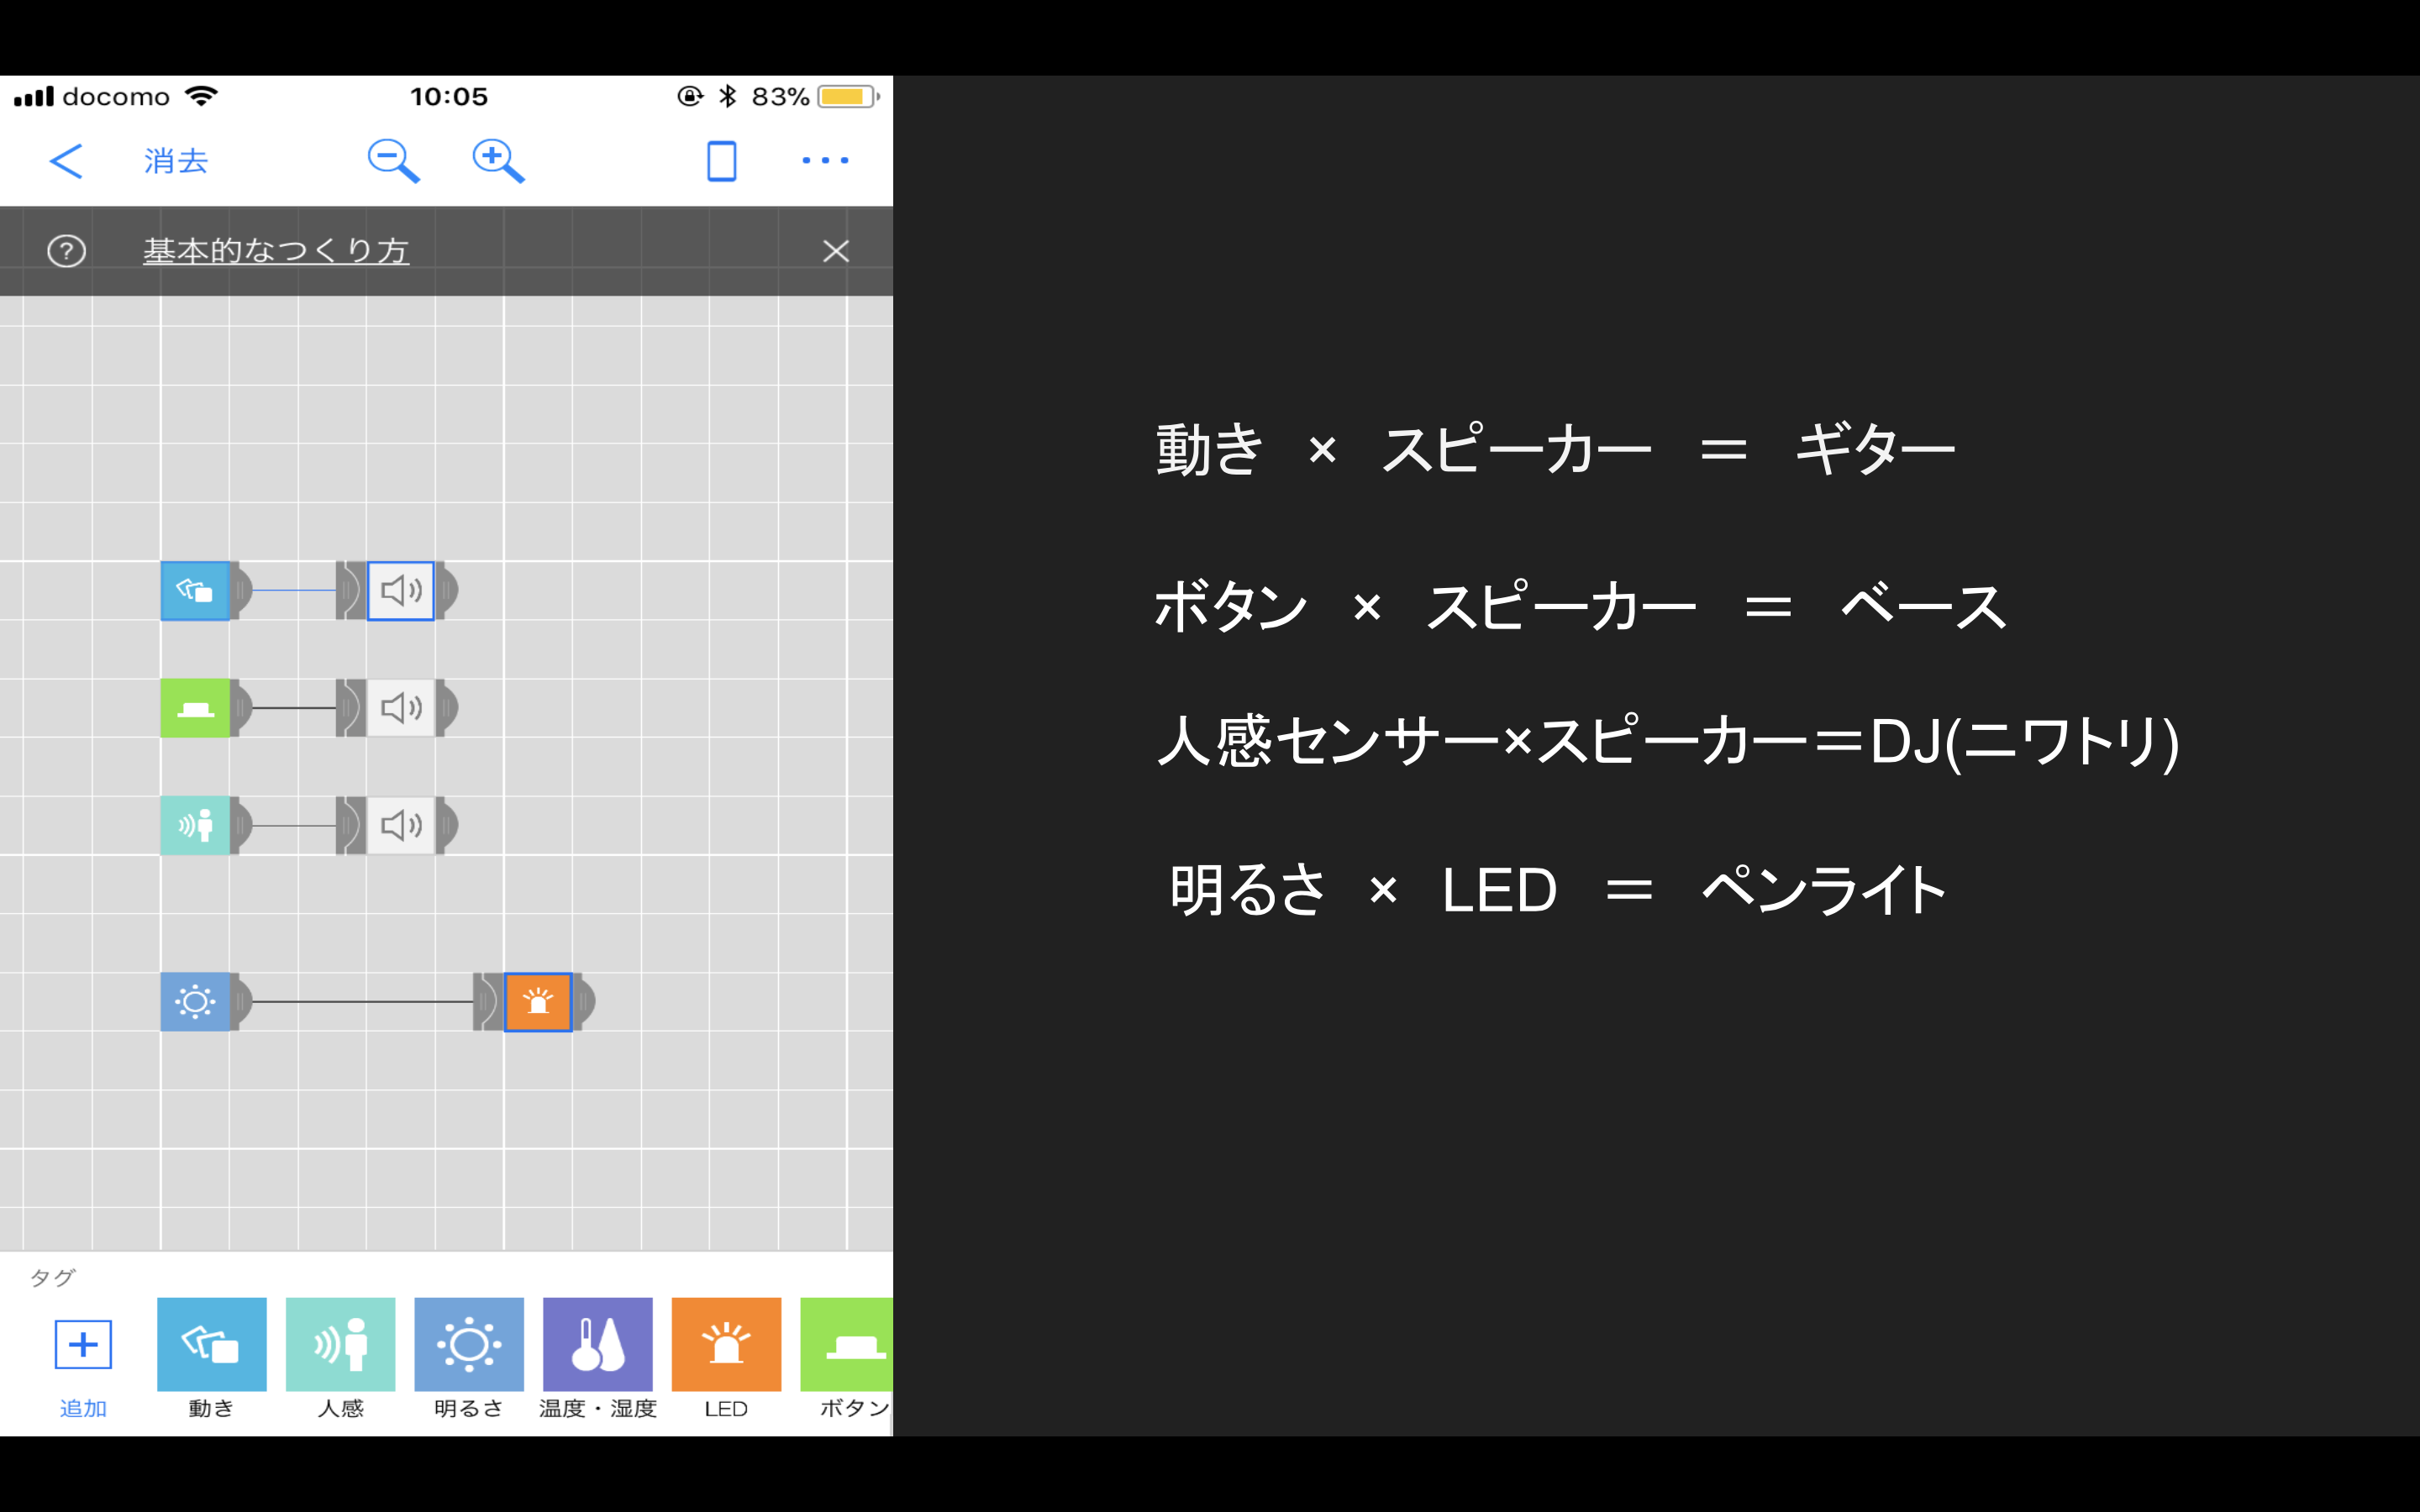 docomo 10:05 83%
消去
基本的なつくり方
タグ
追加 動き 人感 明るさ 温度・湿度 LED ボタン
動き × スピーカー ＝ ギター
ボタン × スピーカー ＝ ベース
人感センサー×スピーカー＝DJ(ニワトリ)
明るさ × LED ＝ ペンライト